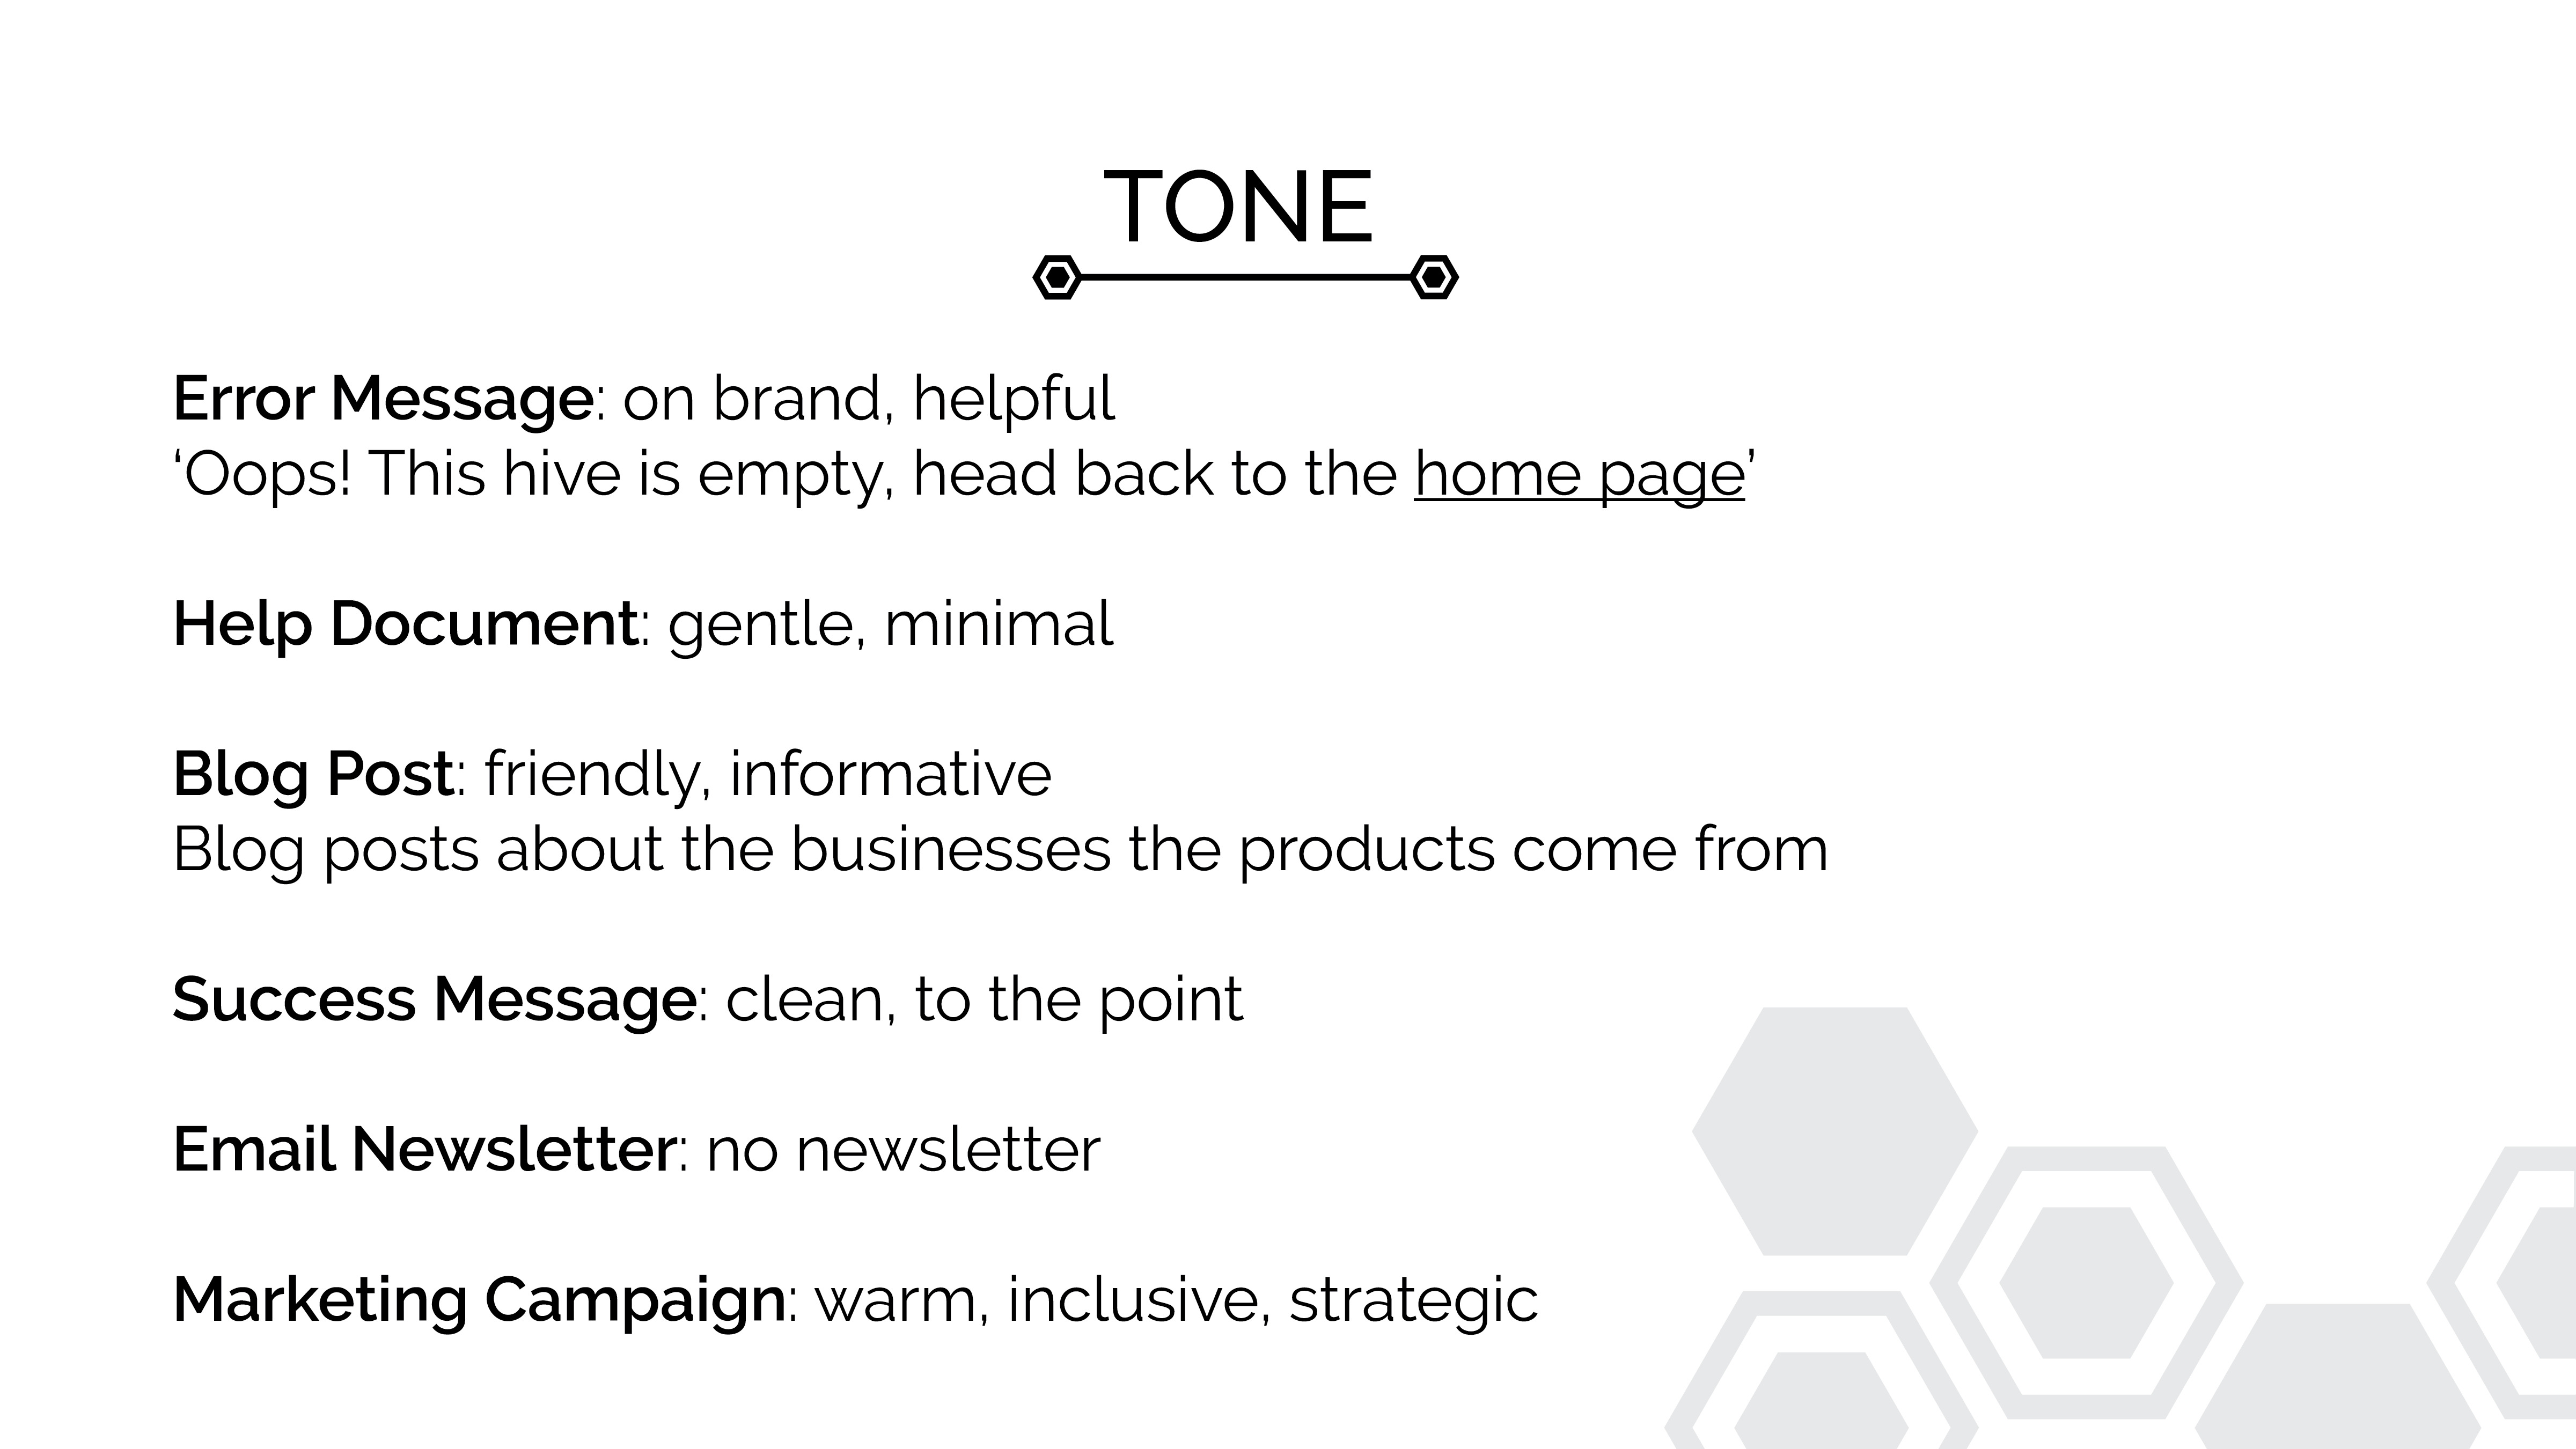 TONE
Error Message: on brand, helpful
‘Oops! This hive is empty, head back to the home page’
Help Document: gentle, minimal
Blog Post: friendly, informative
Blog posts about the businesses the products come from
Success Message: clean, to the point
Email Newsletter: no newsletter
Marketing Campaign: warm, inclusive, strategic